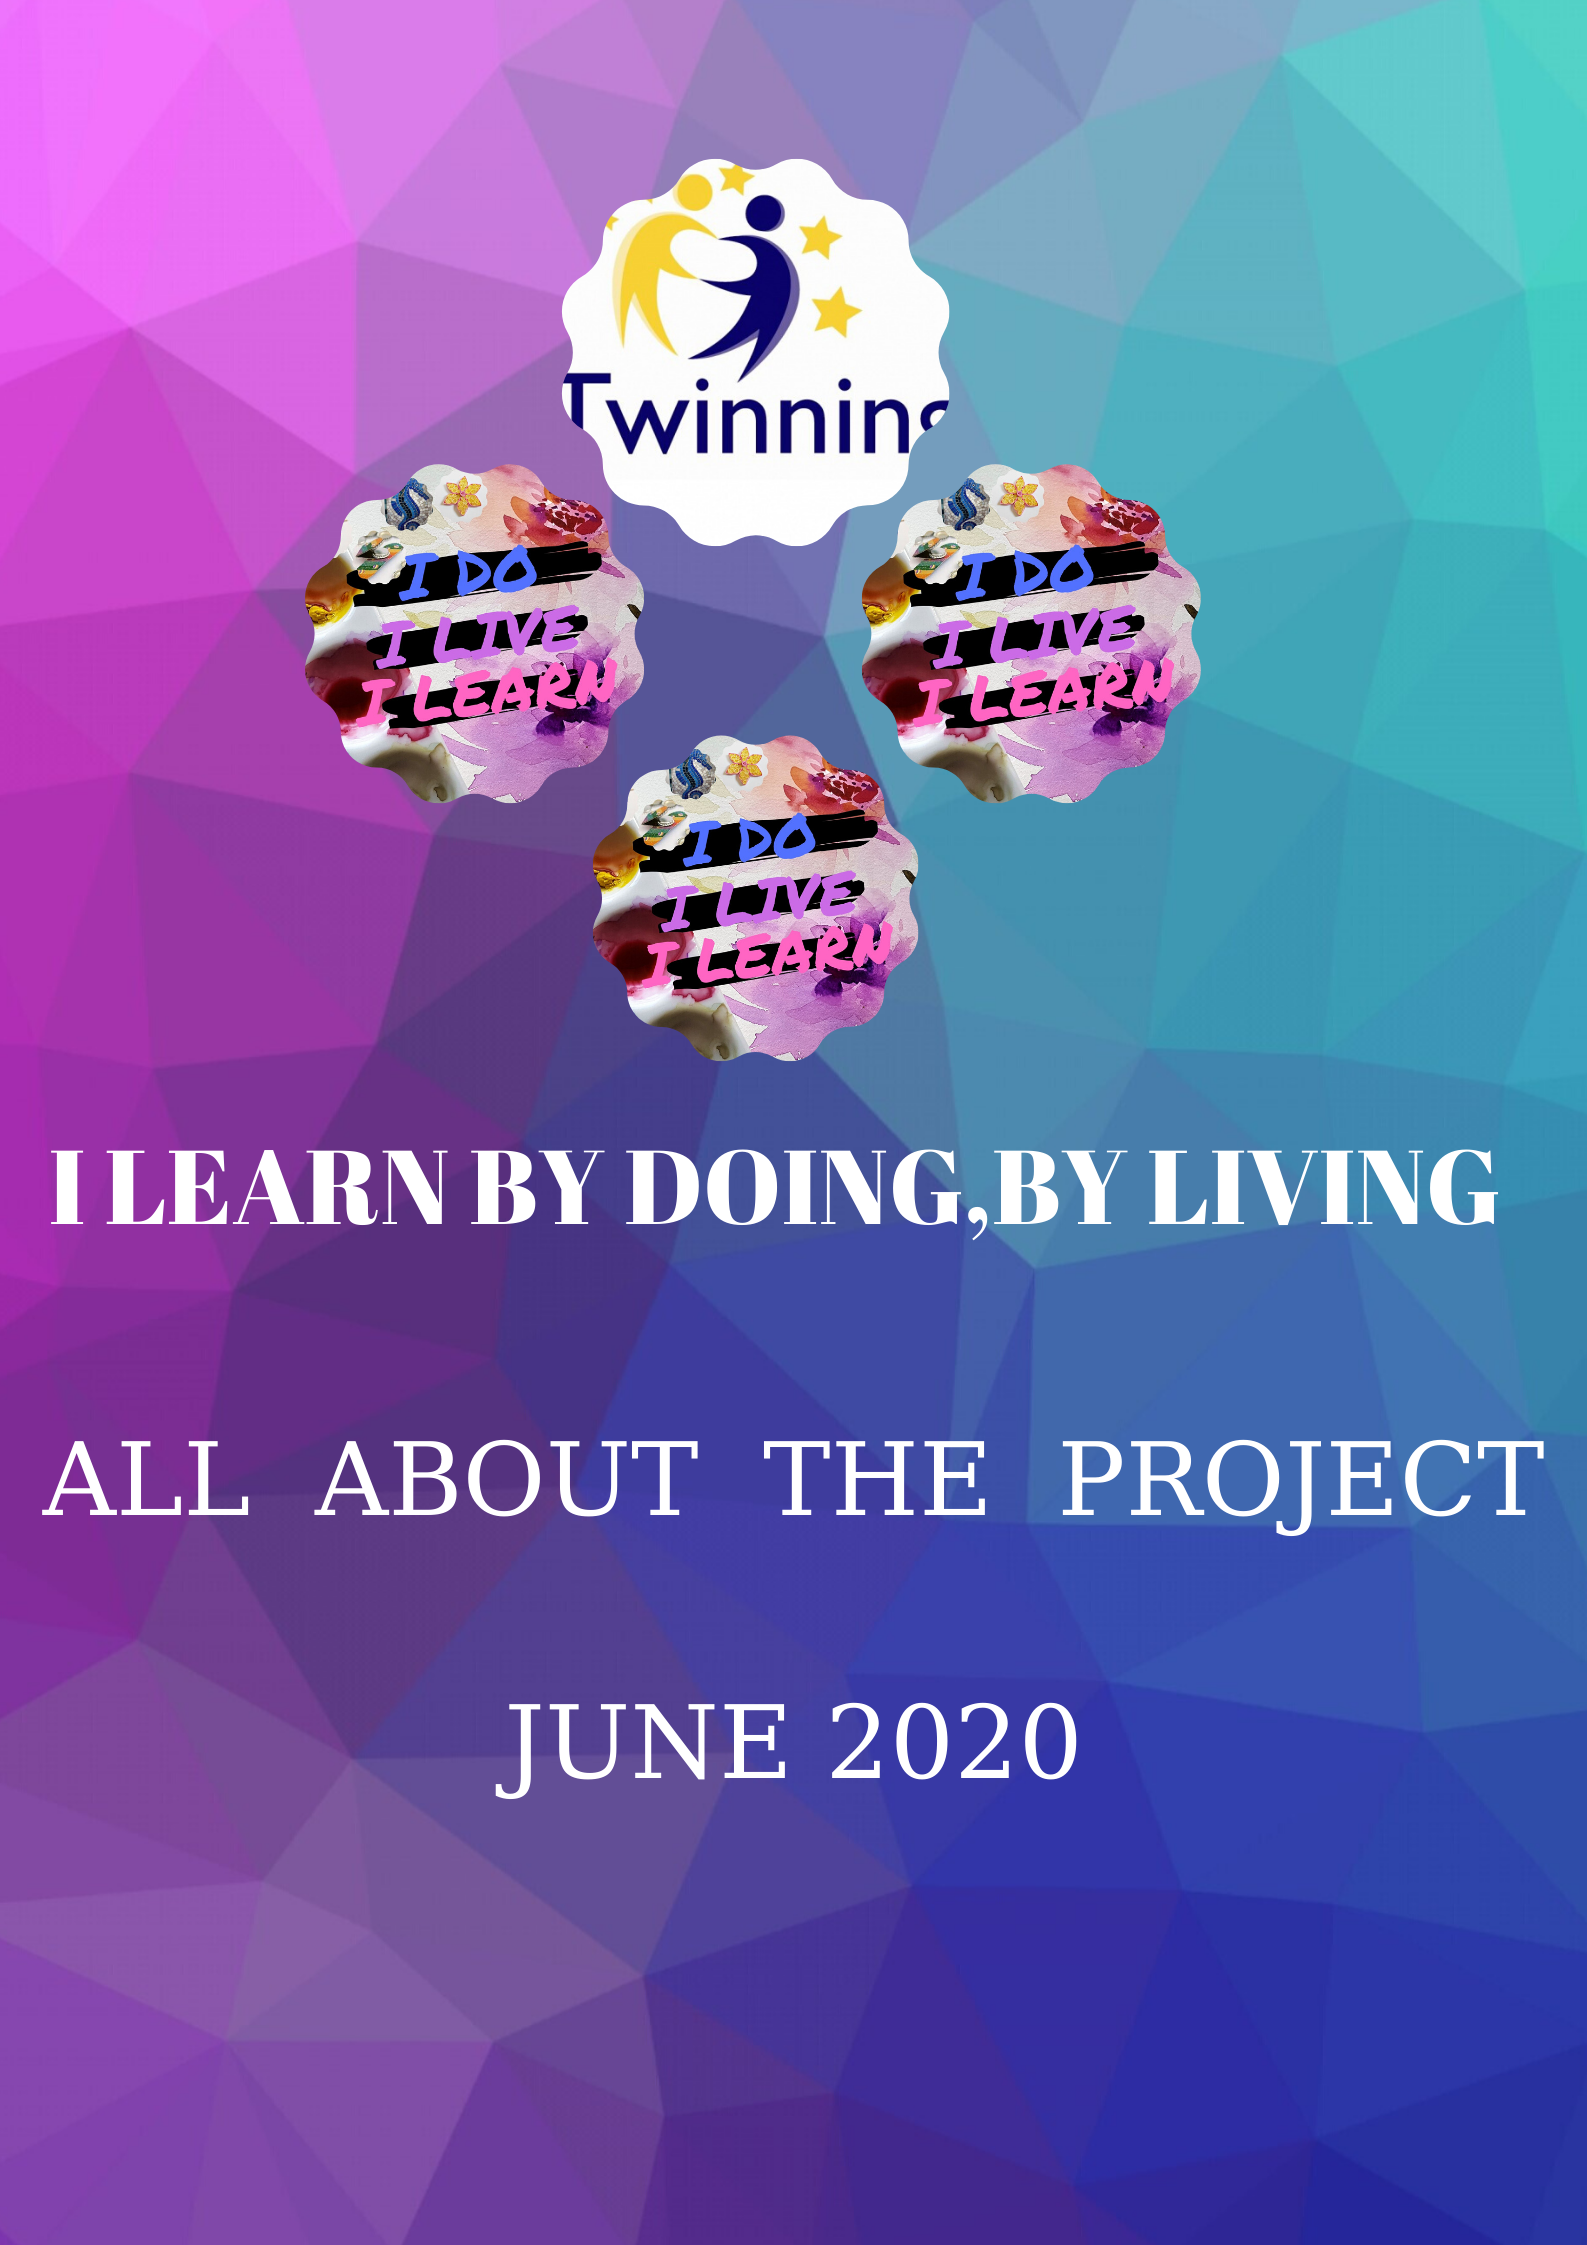 Twinning
I DO
I LIVE
I LEARN
I DO
I LIVE
I LEARN
I DO
I LIVE
I LEARN
I LEARN BY DOING,BY LIVING
ALL ABOUT THE PROJECT
JUNE 2020